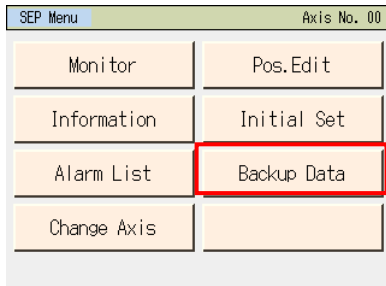 SEP Menu Axis No. 00
Monitor Pos.Edit
Information Initial Set
Alarm List Backup Data
Change Axis